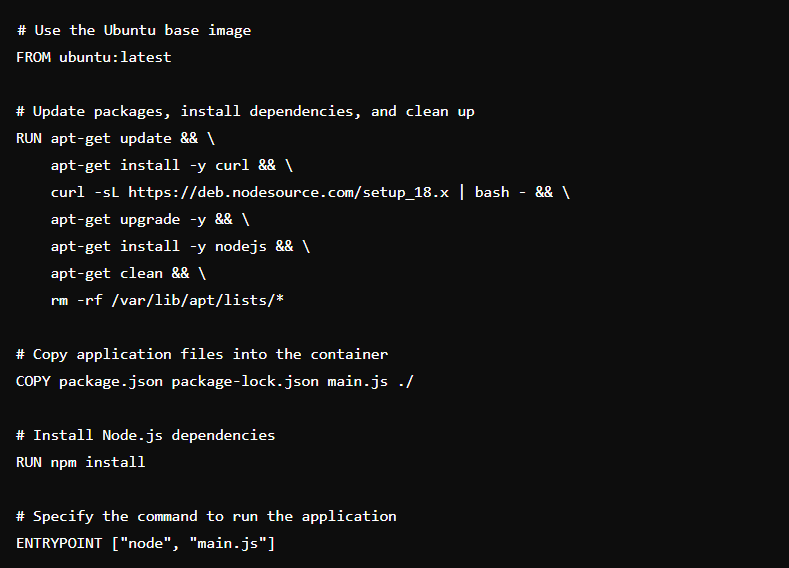 # Use the Ubuntu base image
FROM ubuntu:latest
# Update packages, install dependencies, and clean up
RUN apt-get update && \
apt-get install -y curl && \
curl -sL https://deb.nodesource.com/setup_18.x | bash - && \
apt-get upgrade -y && \
apt-get install -y nodejs && \
apt-get clean && \
rm -rf /var/lib/apt/lists/*
# Copy application files into the container
COPY package.json package-lock.json main.js ./
# Install Node.js dependencies
RUN npm install
# Specify the command to run the application
ENTRYPOINT ["node", "main.js"]